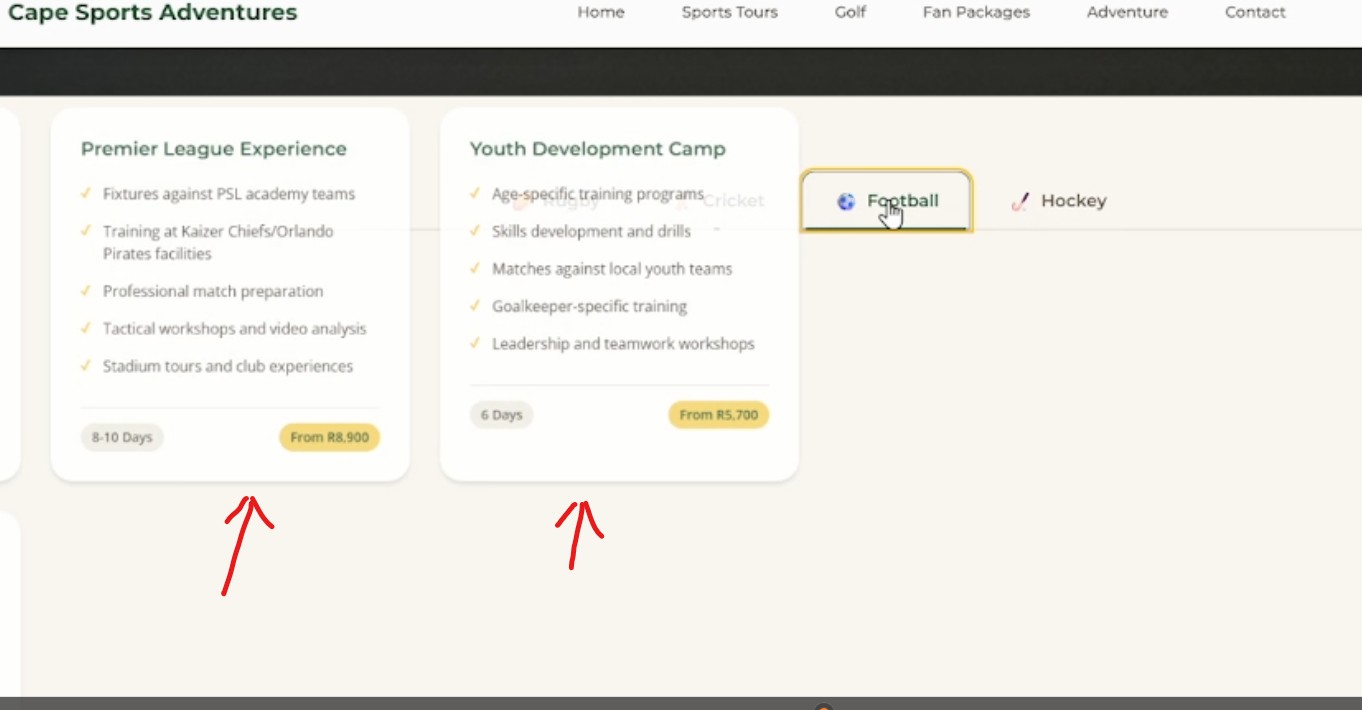 Cape Sports Adventures
Home
Sports Tours
Golf
Fan Packages
Adventure
Contact
Premier League Experience
✓ Fixtures against PSL academy teams
✓ Training at Kaizer Chiefs/Orlando
Pirates facilities
✓ Professional match preparation
✓ Tactical workshops and video analysis
✓ Stadium tours and club experiences
8-10 Days
From R8,900
Youth Development Camp
✓ Age-specific training programs
✓ Skills development and drills
✓ Matches against local youth teams
✓ Goalkeeper-specific training
✓ Leadership and teamwork workshops
6 Days
From R5,700
Rugby
Cricket
Football
Hockey